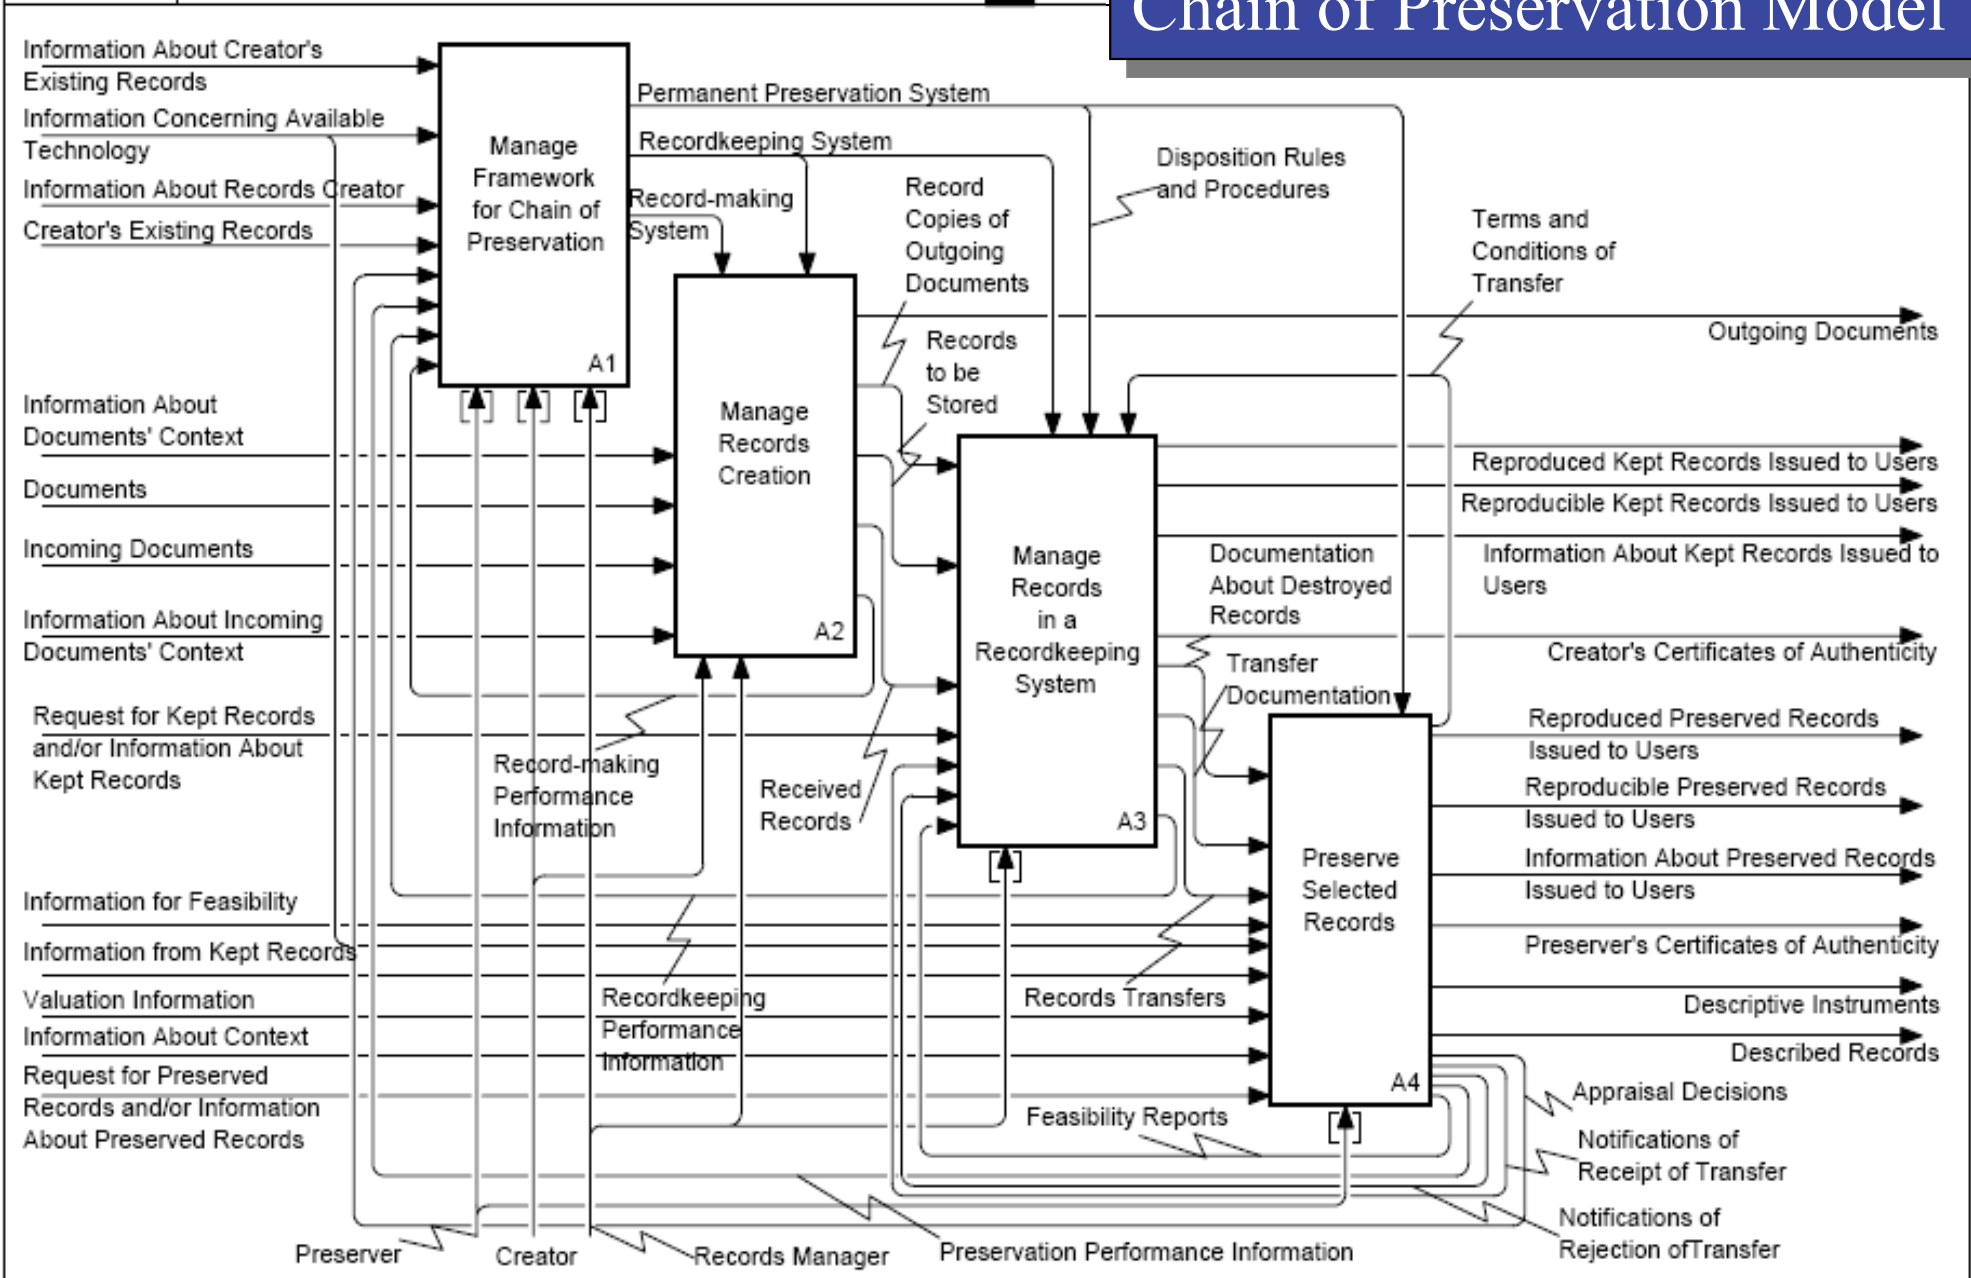 Chain of Preservation Model
Information About Creator's
Existing Records
Information Concerning Available
Technology
Information About Records Creator
Creator's Existing Records
Manage
Framework
for Chain of
Preservation
A1
Permanent Preservation System
Recordkeeping System
Record-making
System
Record
Copies of
Outgoing
Documents
Disposition Rules
and Procedures
Terms and
Conditions of
Transfer
Outgoing Documents
Records
to be
Stored
Information About
Documents' Context
Documents
Incoming Documents
Information About Incoming
Documents' Context
Manage
Records
Creation
A2
Reproduced Kept Records Issued to Users
Reproducible Kept Records Issued to Users
Information About Kept Records Issued to
Users
Manage
Records
in a
Recordkeeping
System
A3
Documentation
About Destroyed
Records
Creator's Certificates of Authenticity
Transfer
Documentation
Request for Kept Records
and/or Information About
Kept Records
Record-making
Performance
Information
Received
Records
Reproduced Preserved Records
Issued to Users
Reproducible Preserved Records
Issued to Users
Information About Preserved Records
Issued to Users
Preserve
Selected
Records
A4
Preserver's Certificates of Authenticity
Descriptive Instruments
Described Records
Information for Feasibility
Information from Kept Records
Valuation Information
Information About Context
Request for Preserved
Records and/or Information
About Preserved Records
Recordkeeping
Performance
Information
Records Transfers
Feasibility Reports
Appraisal Decisions
Notifications of
Receipt of Transfer
Notifications of
Rejection ofTransfer
Preserver
Creator
Records Manager
Preservation Performance Information